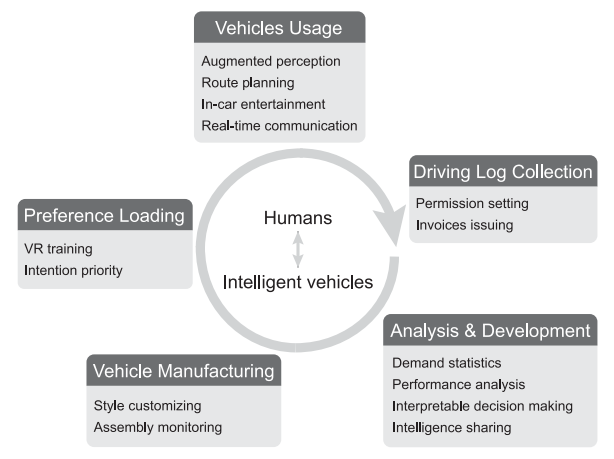 Vehicles Usage
Augmented perception
Route planning
In-car entertainment
Real-time communication
Driving Log Collection
Permission setting
Invoices issuing
Preference Loading
VR training
Intention priority
Humans
Intelligent vehicles
Analysis & Development
Demand statistics
Performance analysis
Interpretable decision making
Intelligence sharing
Vehicle Manufacturing
Style customizing
Assembly monitoring